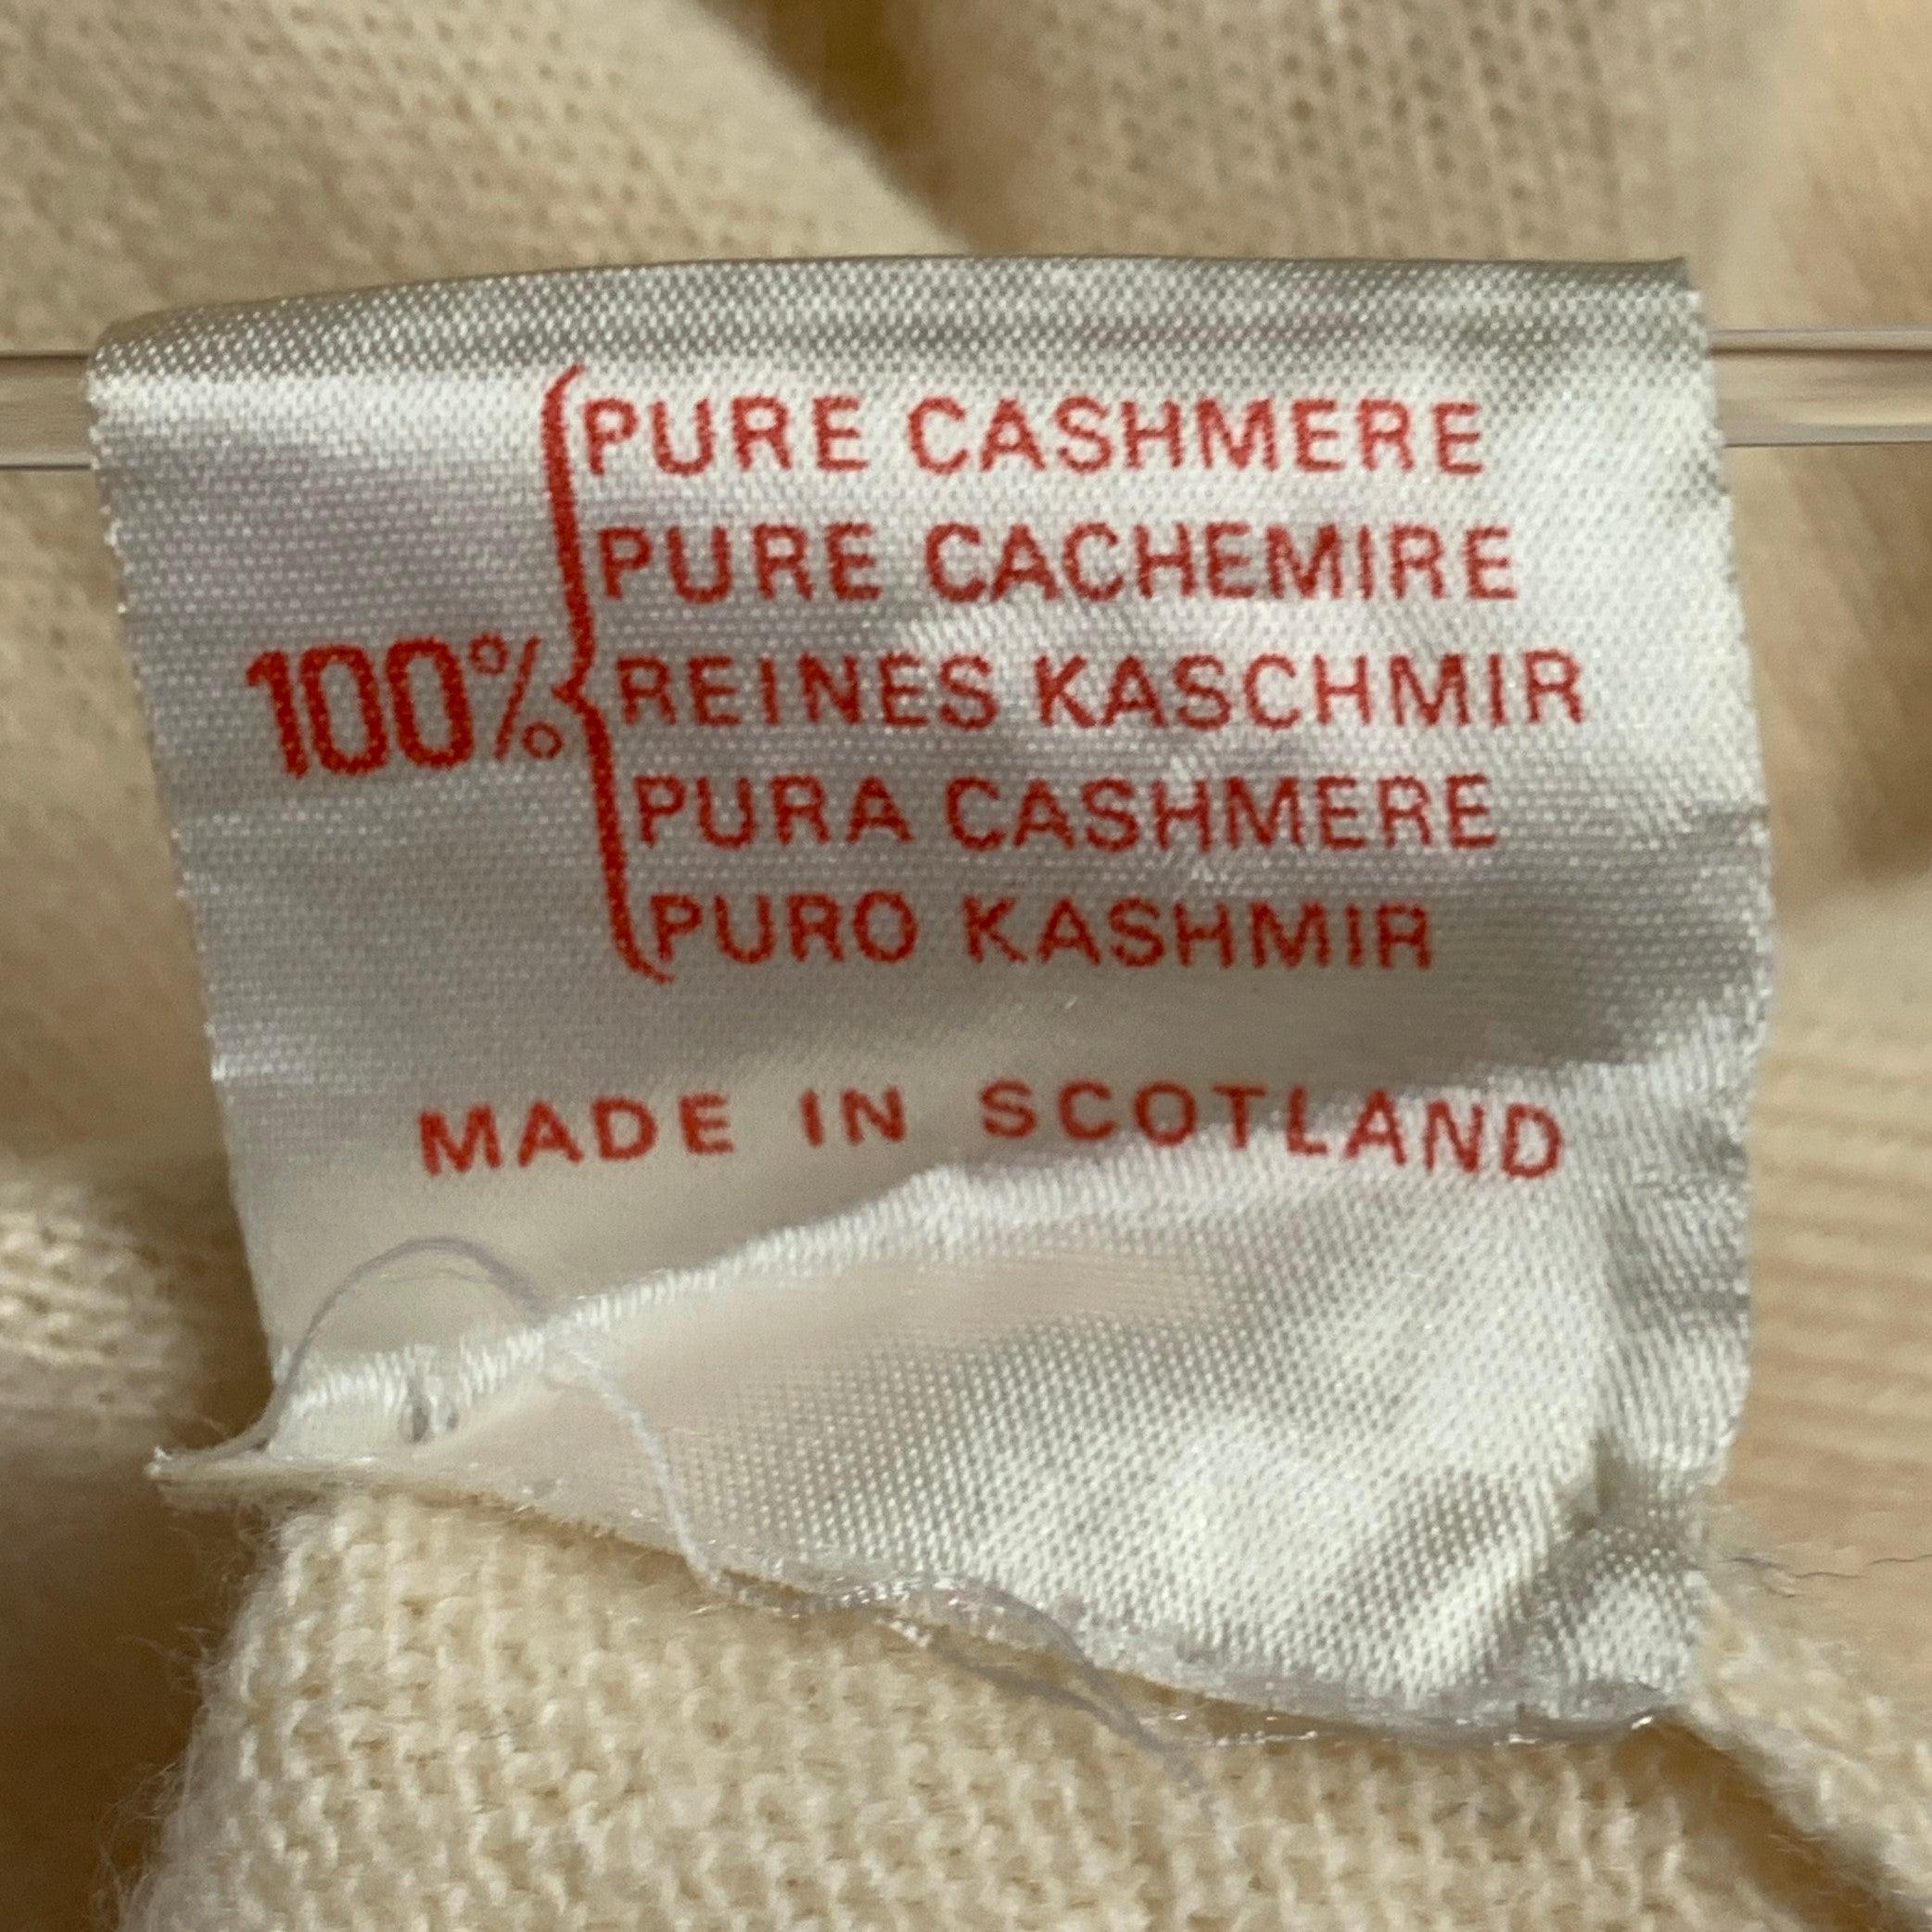 PURE CASHMERE
PURE CACHEMIRE
100% REINES KASCHMIR
PURA CASHMERE
PURO KASHMIR
MADE IN SCOTLAND